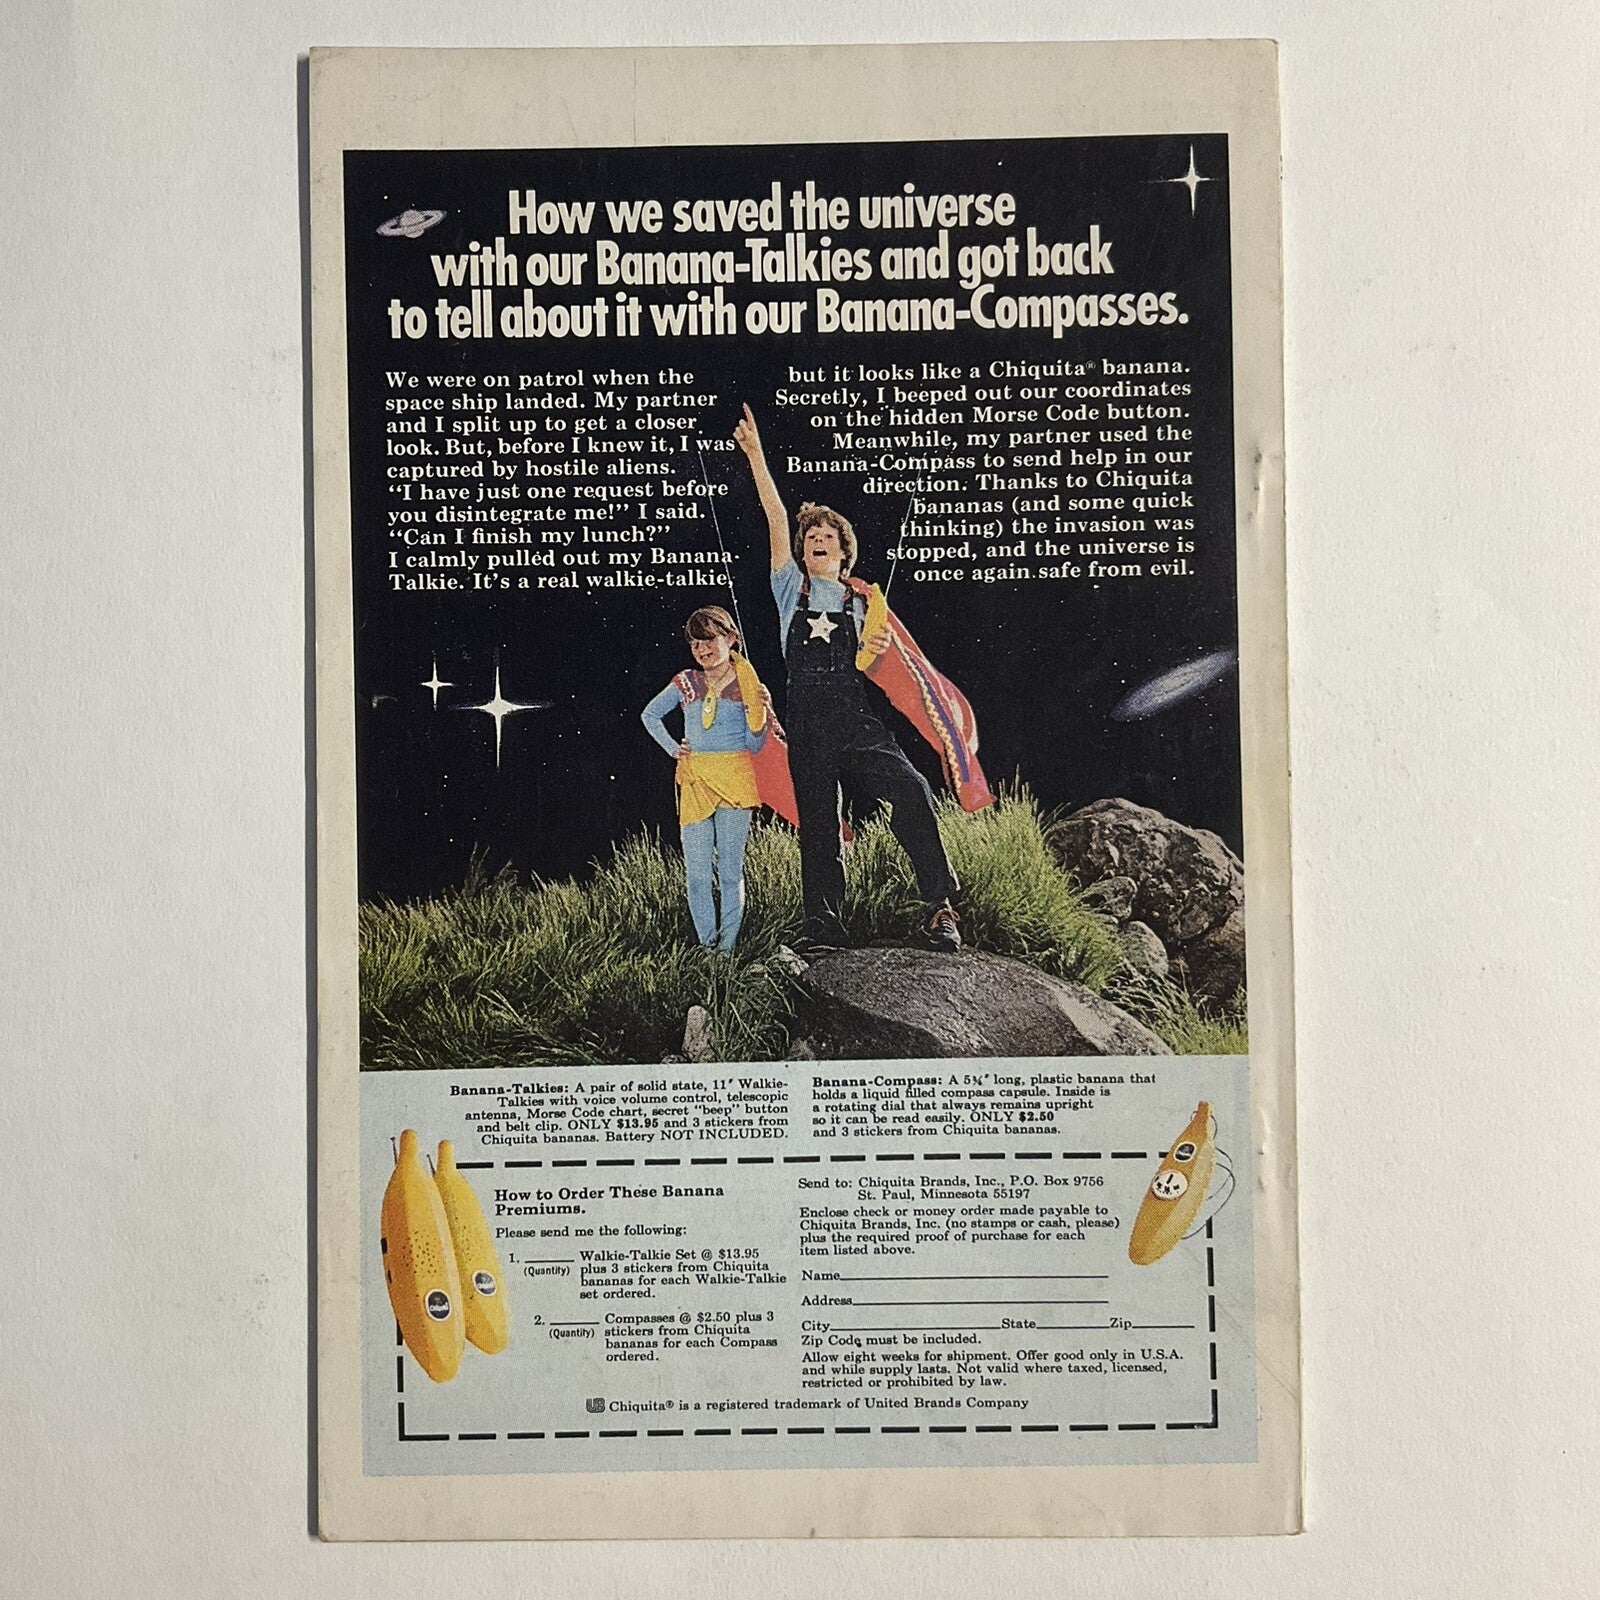 How we saved the universe
with our Banana-Talkies and got back
to tell about it with our Banana-Compasses.
We were on patrol when the
space ship landed. My partner
and I split up to get a closer
look. But, before I knew it, I was
captured by hostile aliens.
“I have just one request before
you disintegrate me!” I said.
“Can I finish my lunch?”
I calmly pulled out my Banana-
Talkie. It's a real walkie-talkie,
but it looks like a Chiquita® banana.
Secretly, I beeped out our coordinates
on the hidden Morse Code button.
Meanwhile, my partner used the
Banana-Compass to send help in our
direction. Thanks to Chiquita
bananas (and some quick
thinking) the invasion was
stopped, and the universe is
once again safe from evil.
Banana-Talkies: A pair of solid state, 11" Walkie-
Talkies with voice volume control, telescopic
antenna, Morse Code chart, secret "beep" button
and belt clip. ONLY $13.95 and 3 stickers from
Chiquita bananas. Battery NOT INCLUDED.
Banana-Compass: A 5¾" long, plastic banana that
holds a liquid filled compass capsule. Inside is
a rotating dial that always remains upright
so it can be read easily. ONLY $2.50
and 3 stickers from Chiquita bananas.
How to Order These Banana
Premiums.
Please send me the following:
1. ______ Walkie-Talkie Set @ $13.95
(Quantity) plus 3 stickers from Chiquita
bananas for each Walkie-Talkie
set ordered.
2. ______ Compasses @ $2.50 plus 3
(Quantity) stickers from Chiquita
bananas for each Compass
ordered.
Send to: Chiquita Brands, Inc., P.O. Box 9756
St. Paul, Minnesota 55197
Enclose check or money order made payable to
Chiquita Brands, Inc. (no stamps or cash, please)
plus the required proof of purchase for each
item listed above.
Name
Address
City State Zip
Zip Code must be included.
Allow eight weeks for shipment. Offer good only in U.S.A.
and while supply lasts. Not valid where taxed, licensed,
restricted or prohibited by law.
UB Chiquita® is a registered trademark of United Brands Company
Chiquita